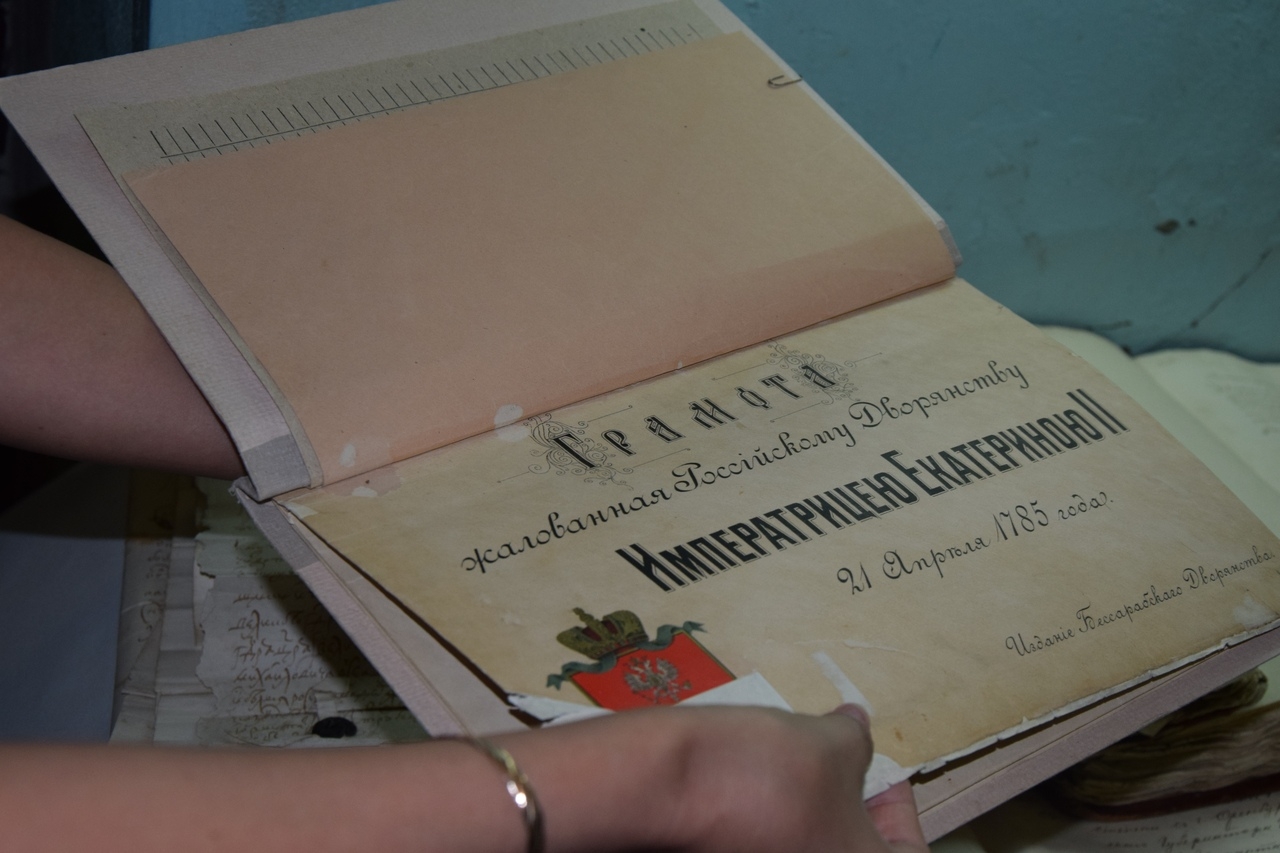 Грамота
жалованная Россійскому Дворянству
Императрицею Екатериною II
21 Апрѣля 1785 года.
Изданіе Бессарабскаго Дворянства.